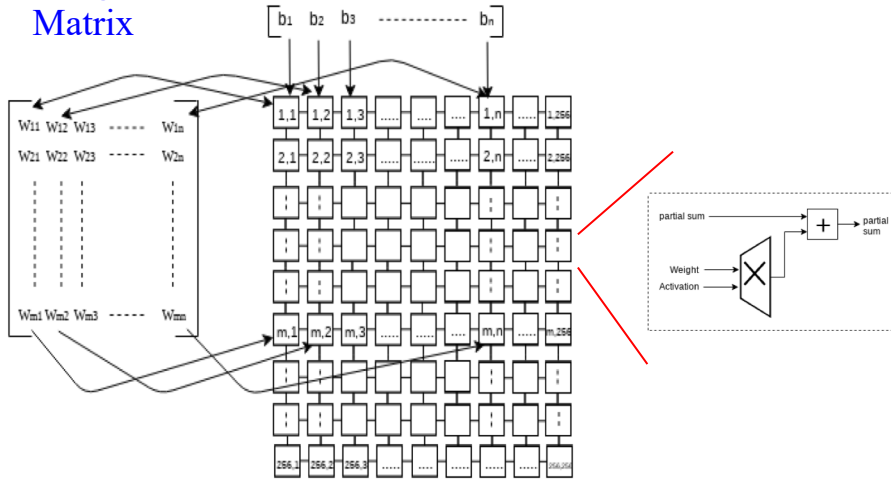 Matrix
b1 b2 b3 bn
W11 W12 W13 W1n
W21 W22 W23 W2n
Wm1 Wm2 Wm3 Wmn
1,1 1,2 1,3 ..... .... .... 1,n ..... 1,256
2,1 2,2 2,3 ..... .... ..... 2,n ..... 2,256
m,1 m,2 m,3 ..... .... .... m,n ..... m,256
256,1 256,2 256,3 ..... .... ..... ..... ..... 256,256
partial sum
+
partial
sum
Weight
Activation